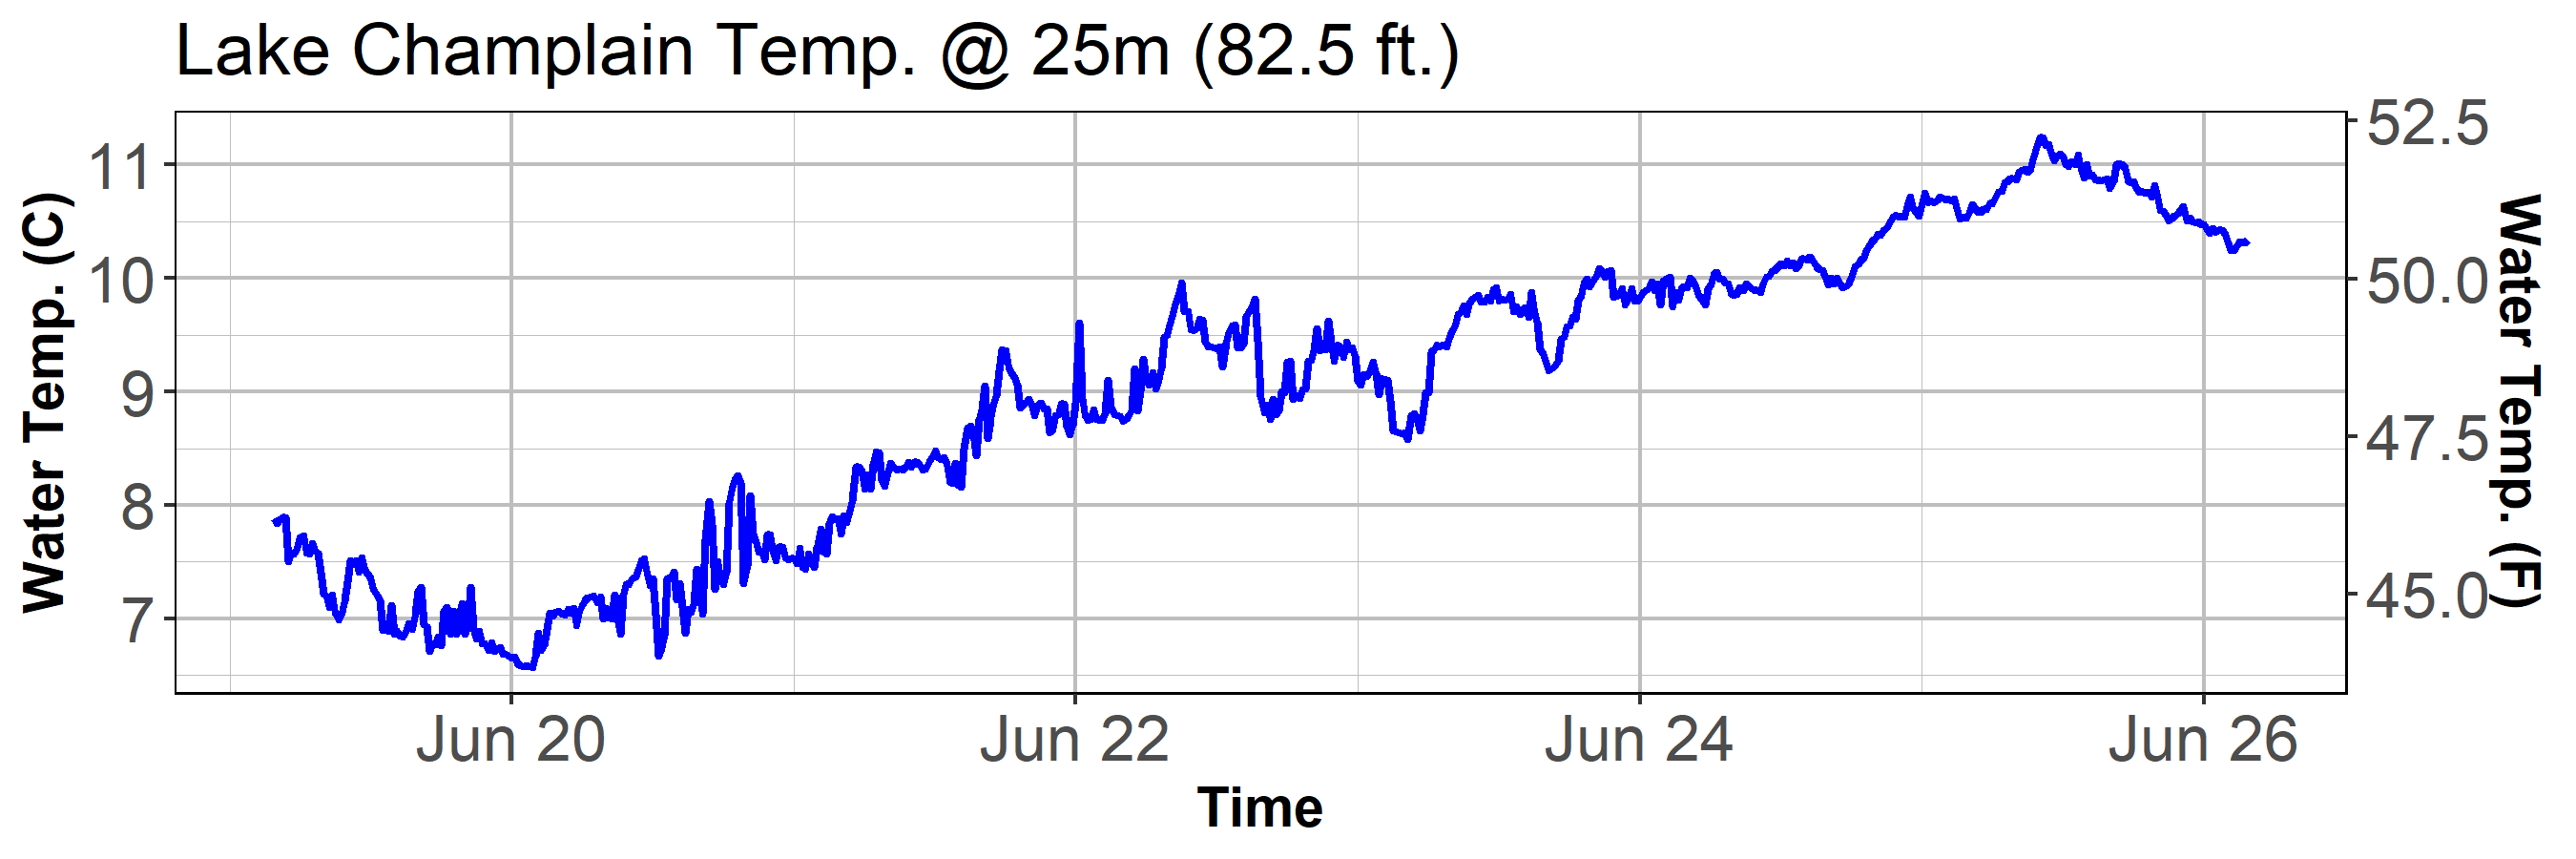 Lake Champlain Temp. @ 25m (82.5 ft.)
Water Temp. (C)
11
10
9
8
7
52.5
50.0
47.5
45.0
Water Temp. (F)
Jun 20
Jun 22
Jun 24
Jun 26
Time